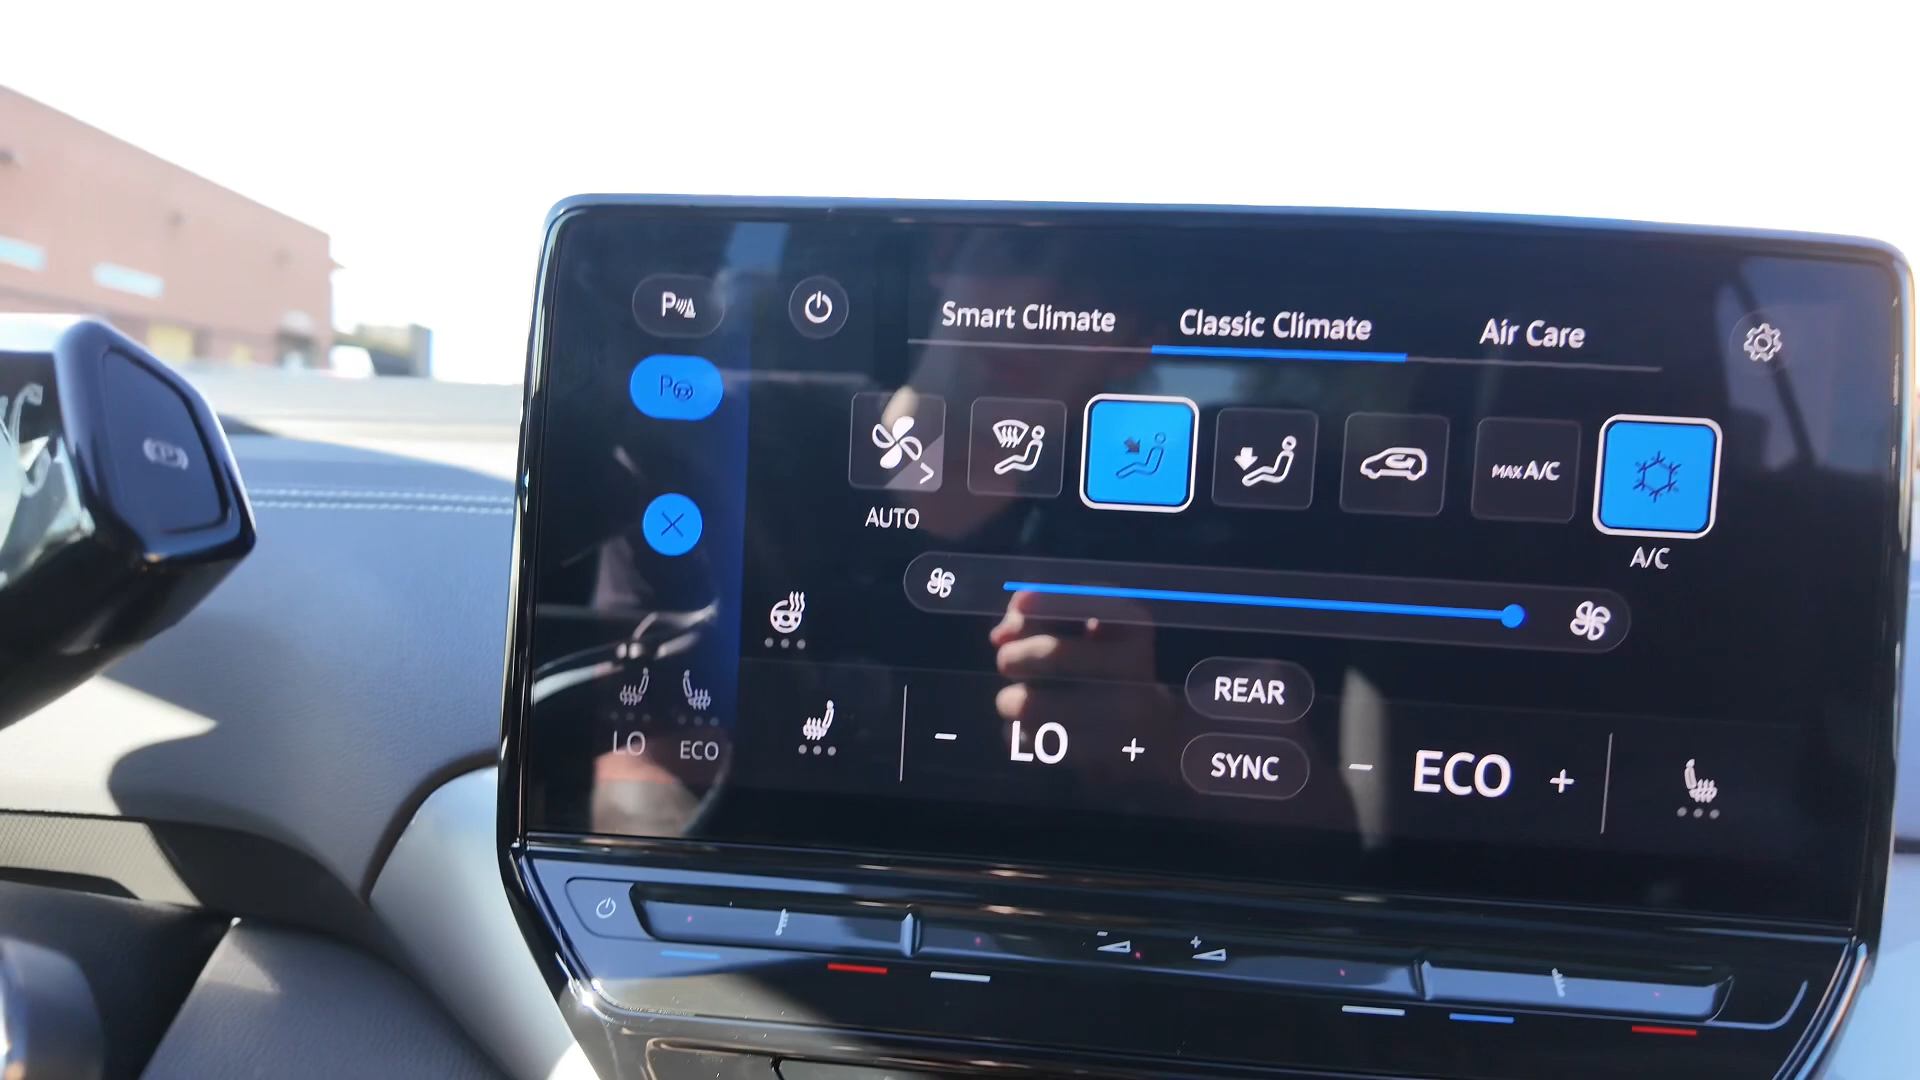 P
Smart Climate
Classic Climate
Air Care
P
MAX A/C
AUTO
A/C
REAR
LO
ECO
- LO +
SYNC
- ECO +
(P)